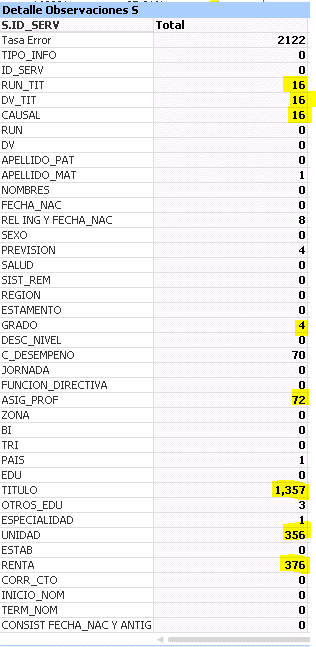 Detalle Observaciones S
S.ID_SERV Total
Tasa Error 2122
TIPO_INFO 0
ID_SERV 0
RUN_TIT 16
DV_TIT 16
CAUSAL 16
RUN 0
DV 0
APELLIDO_PAT 0
APELLIDO_MAT 1
NOMBRES 0
FECHA_NAC 0
REL ING Y FECHA_NAC 8
SEXO 0
PREVISION 4
SALUD 0
SIST_REM 0
REGION 0
ESTAMENTO 0
GRADO 4
DESC_NIVEL 0
C_DESEMPENO 70
JORNADA 0
FUNCION_DIRECTIVA 0
ASIG_PROF 72
ZONA 0
BI 0
TRI 0
PAIS 1
EDU 0
TITULO 1,357
OTROS_EDU 3
ESPECIALIDAD 1
UNIDAD 356
ESTAB 0
RENTA 376
CORR_CTO 0
INICIO_NOM 0
TERM_NOM 0
CONSIST FECHA_NAC Y ANTIG 0